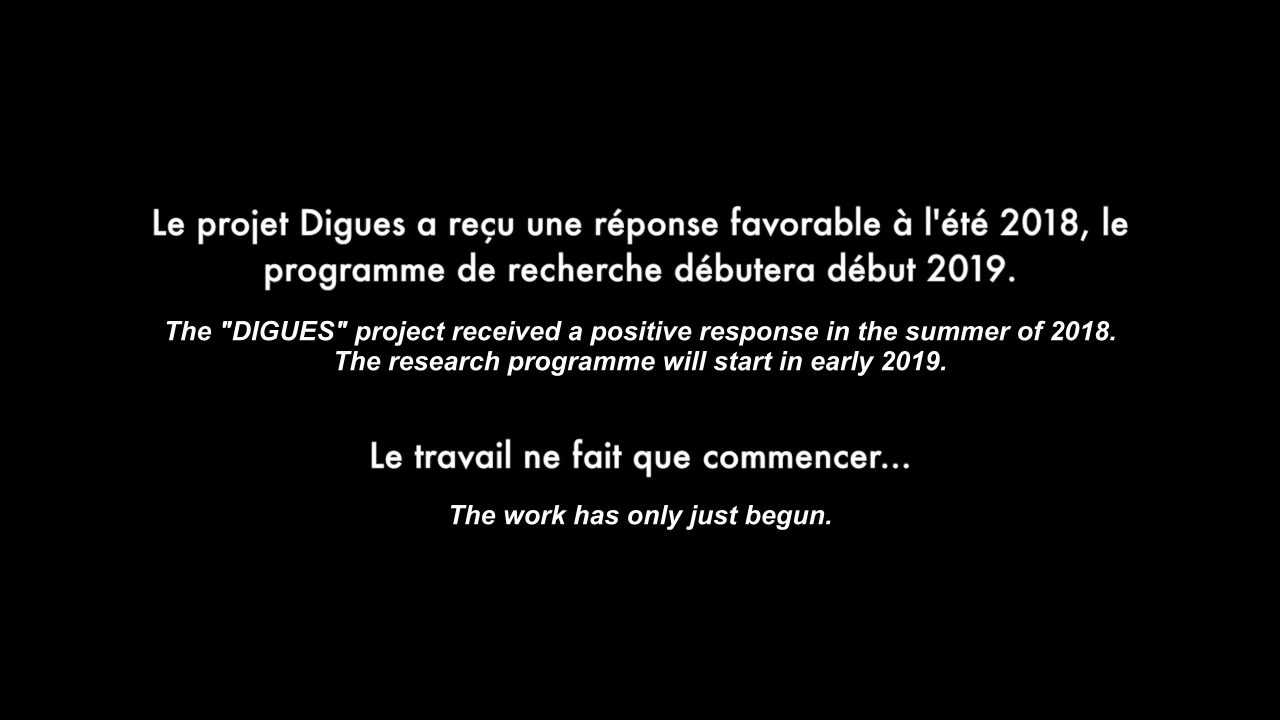 Le projet Digues a reçu une réponse favorable à l'été 2018, le
programme de recherche débutera début 2019.
The "DIGUES" project received a positive response in the summer of 2018.
The research programme will start in early 2019.
Le travail ne fait que commencer...
The work has only just begun.